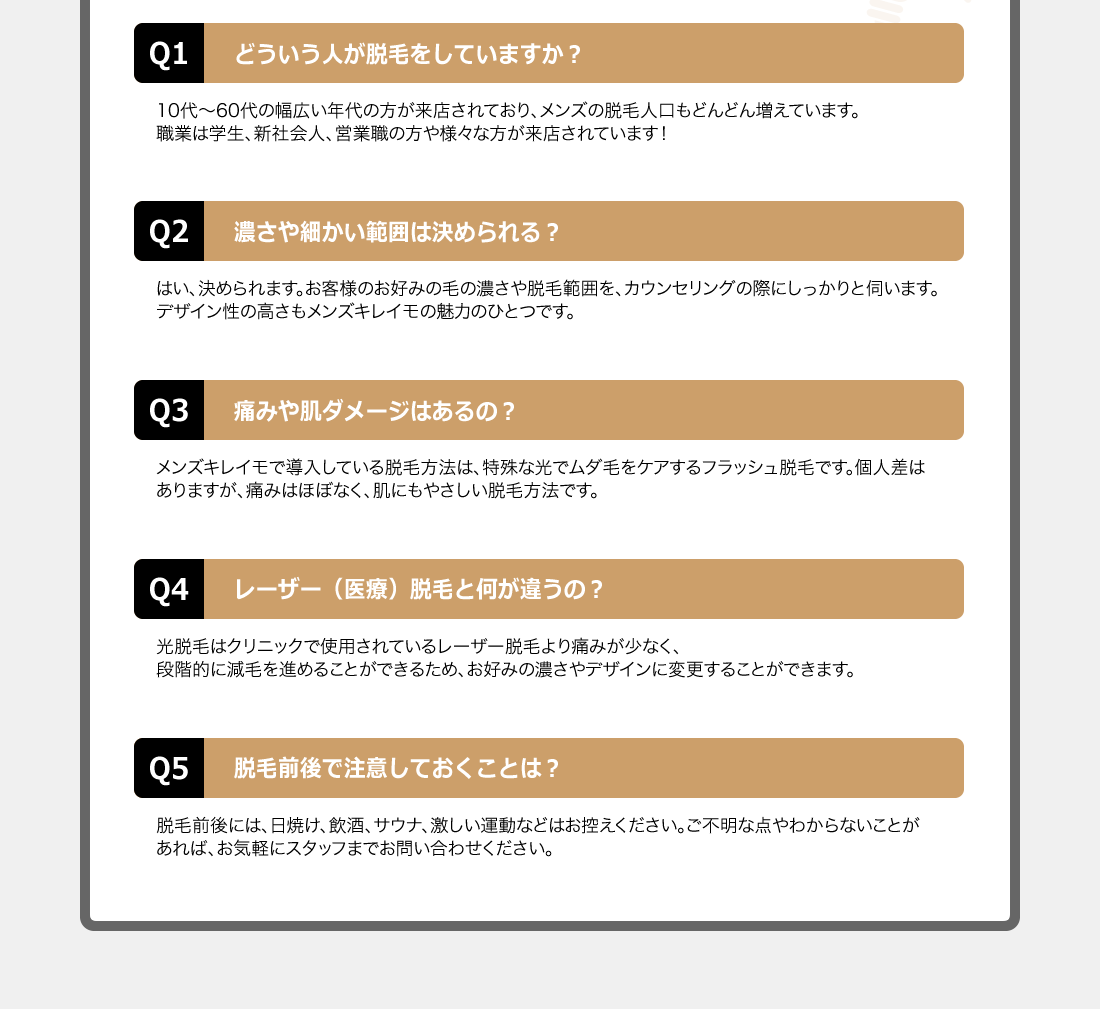 Q1 どういう人が脱毛をしていますか？
10代〜60代の幅広い年代の方が来店されており、メンズの脱毛人口もどんどん増えています。
職業は学生、新社会人、営業職の方や様々な方が来店されています！
Q2 濃さや細かい範囲は決められる？
はい、決められます。お客様のお好みの毛の濃さや脱毛範囲を、カウンセリングの際にしっかりと伺います。
デザイン性の高さもメンズキレイモの魅力のひとつです。
Q3 痛みや肌ダメージはあるの？
メンズキレイモで導入している脱毛方法は、特殊な光でムダ毛をケアするフラッシュ脱毛です。個人差は
ありますが、痛みはほぼなく、肌にもやさしい脱毛方法です。
Q4 レーザー（医療）脱毛と何が違うの？
光脱毛はクリニックで使用されているレーザー脱毛より痛みが少なく、
段階的に減毛を進めることができるため、お好みの濃さやデザインに変更することができます。
Q5 脱毛前後で注意しておくことは？
脱毛前後には、日焼け、飲酒、サウナ、激しい運動などはお控えください。ご不明な点やわからないことが
あれば、お気軽にスタッフまでお問い合わせください。